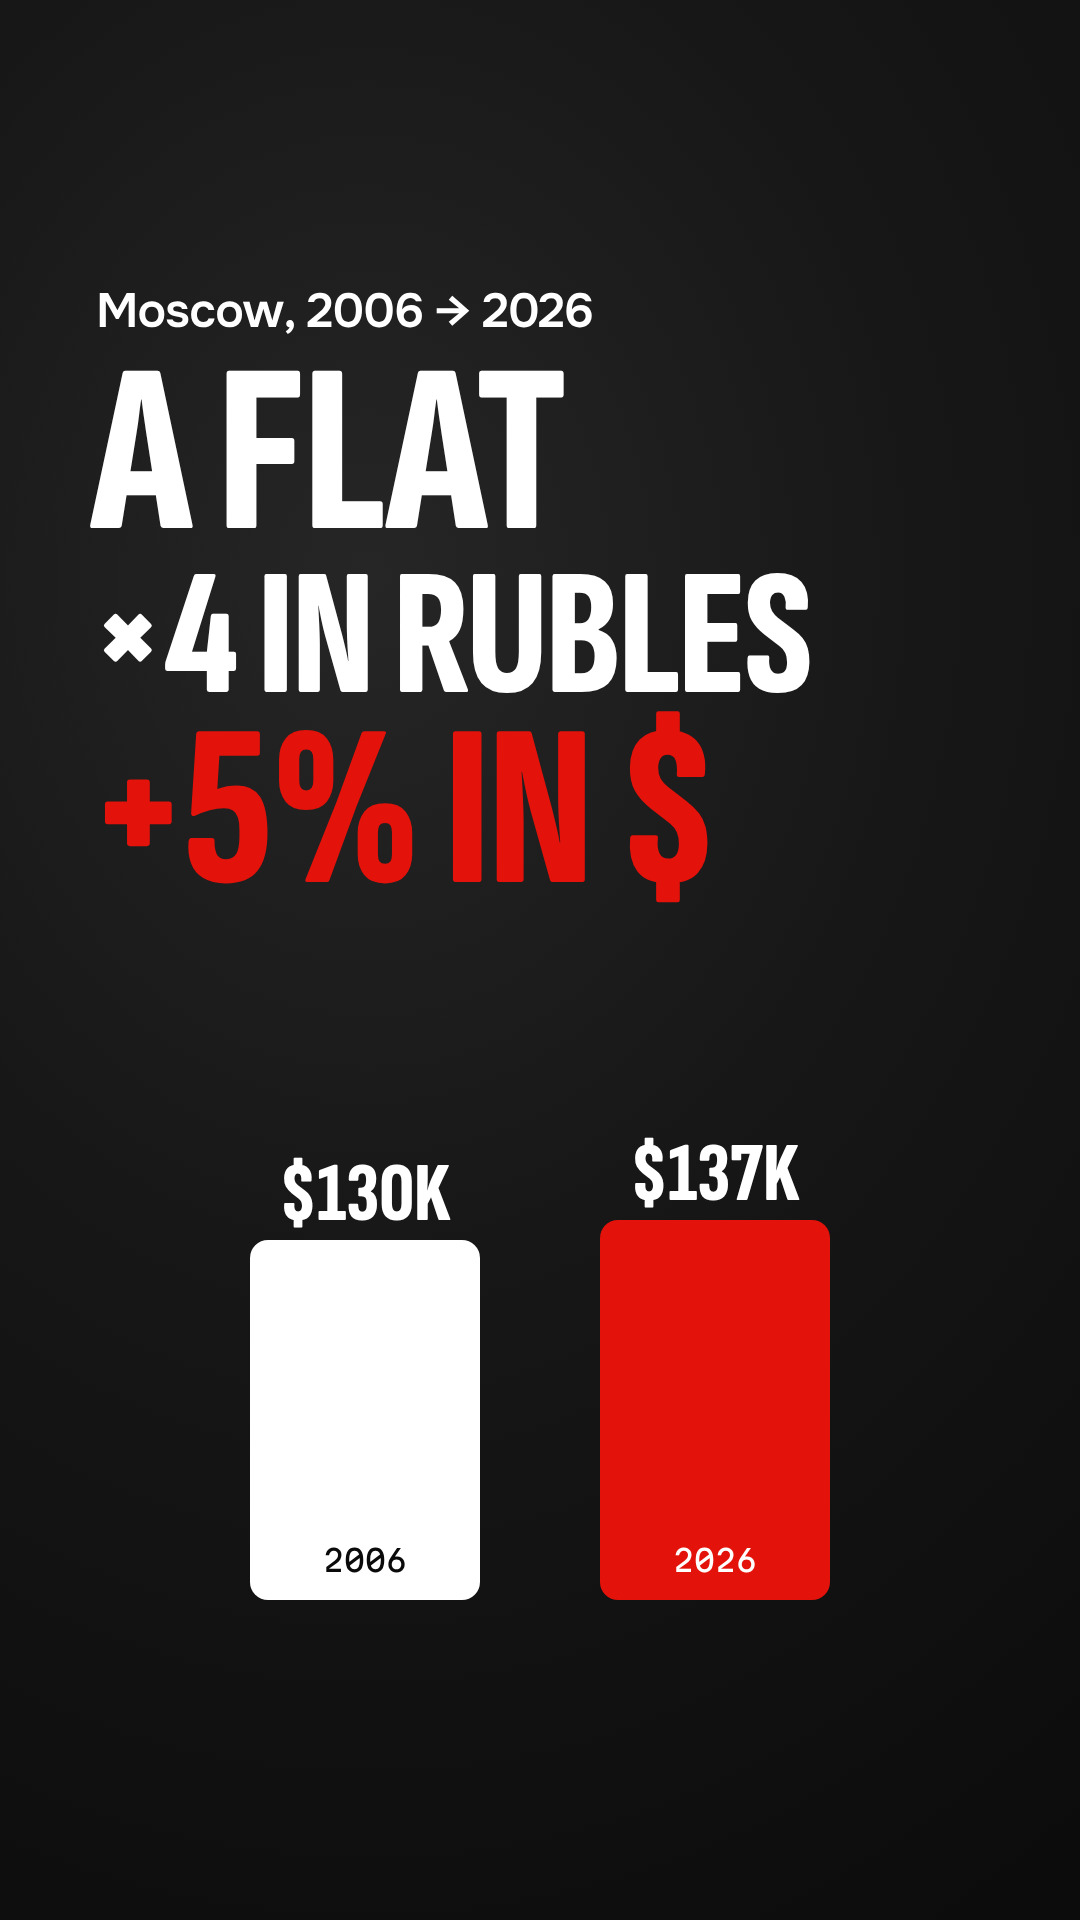 Moscow, 2006 → 2026
A FLAT
×4 IN RUBLES
+5% IN $
$130K
$137K
2006
2026